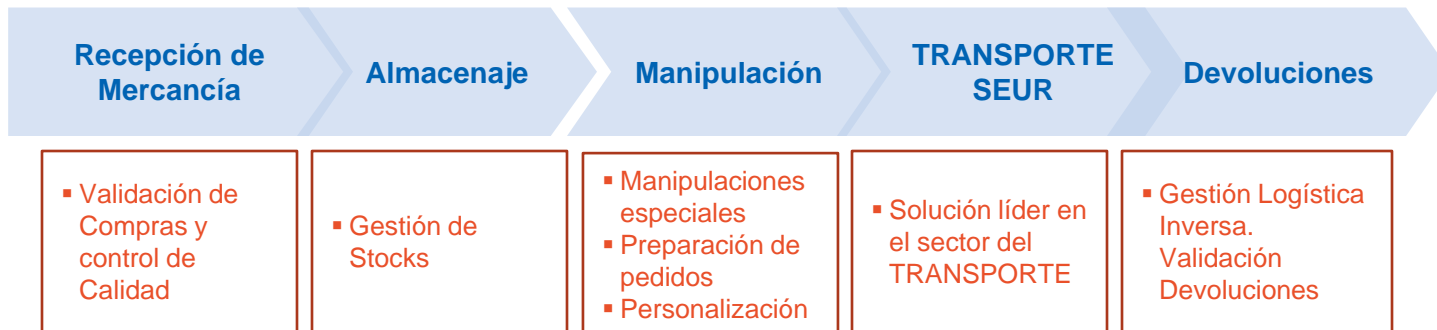 Recepción de
Mercancía
Almacenaje
Manipulación
TRANSPORTE
SEUR
Devoluciones
▪ Validación de
Compras y
control de
Calidad
▪ Gestión de
Stocks
▪ Manipulaciones
especiales
▪ Preparación de
pedidos
▪ Personalización
▪ Solución líder en
el sector del
TRANSPORTE
▪ Gestión Logística
Inversa.
Validación
Devoluciones